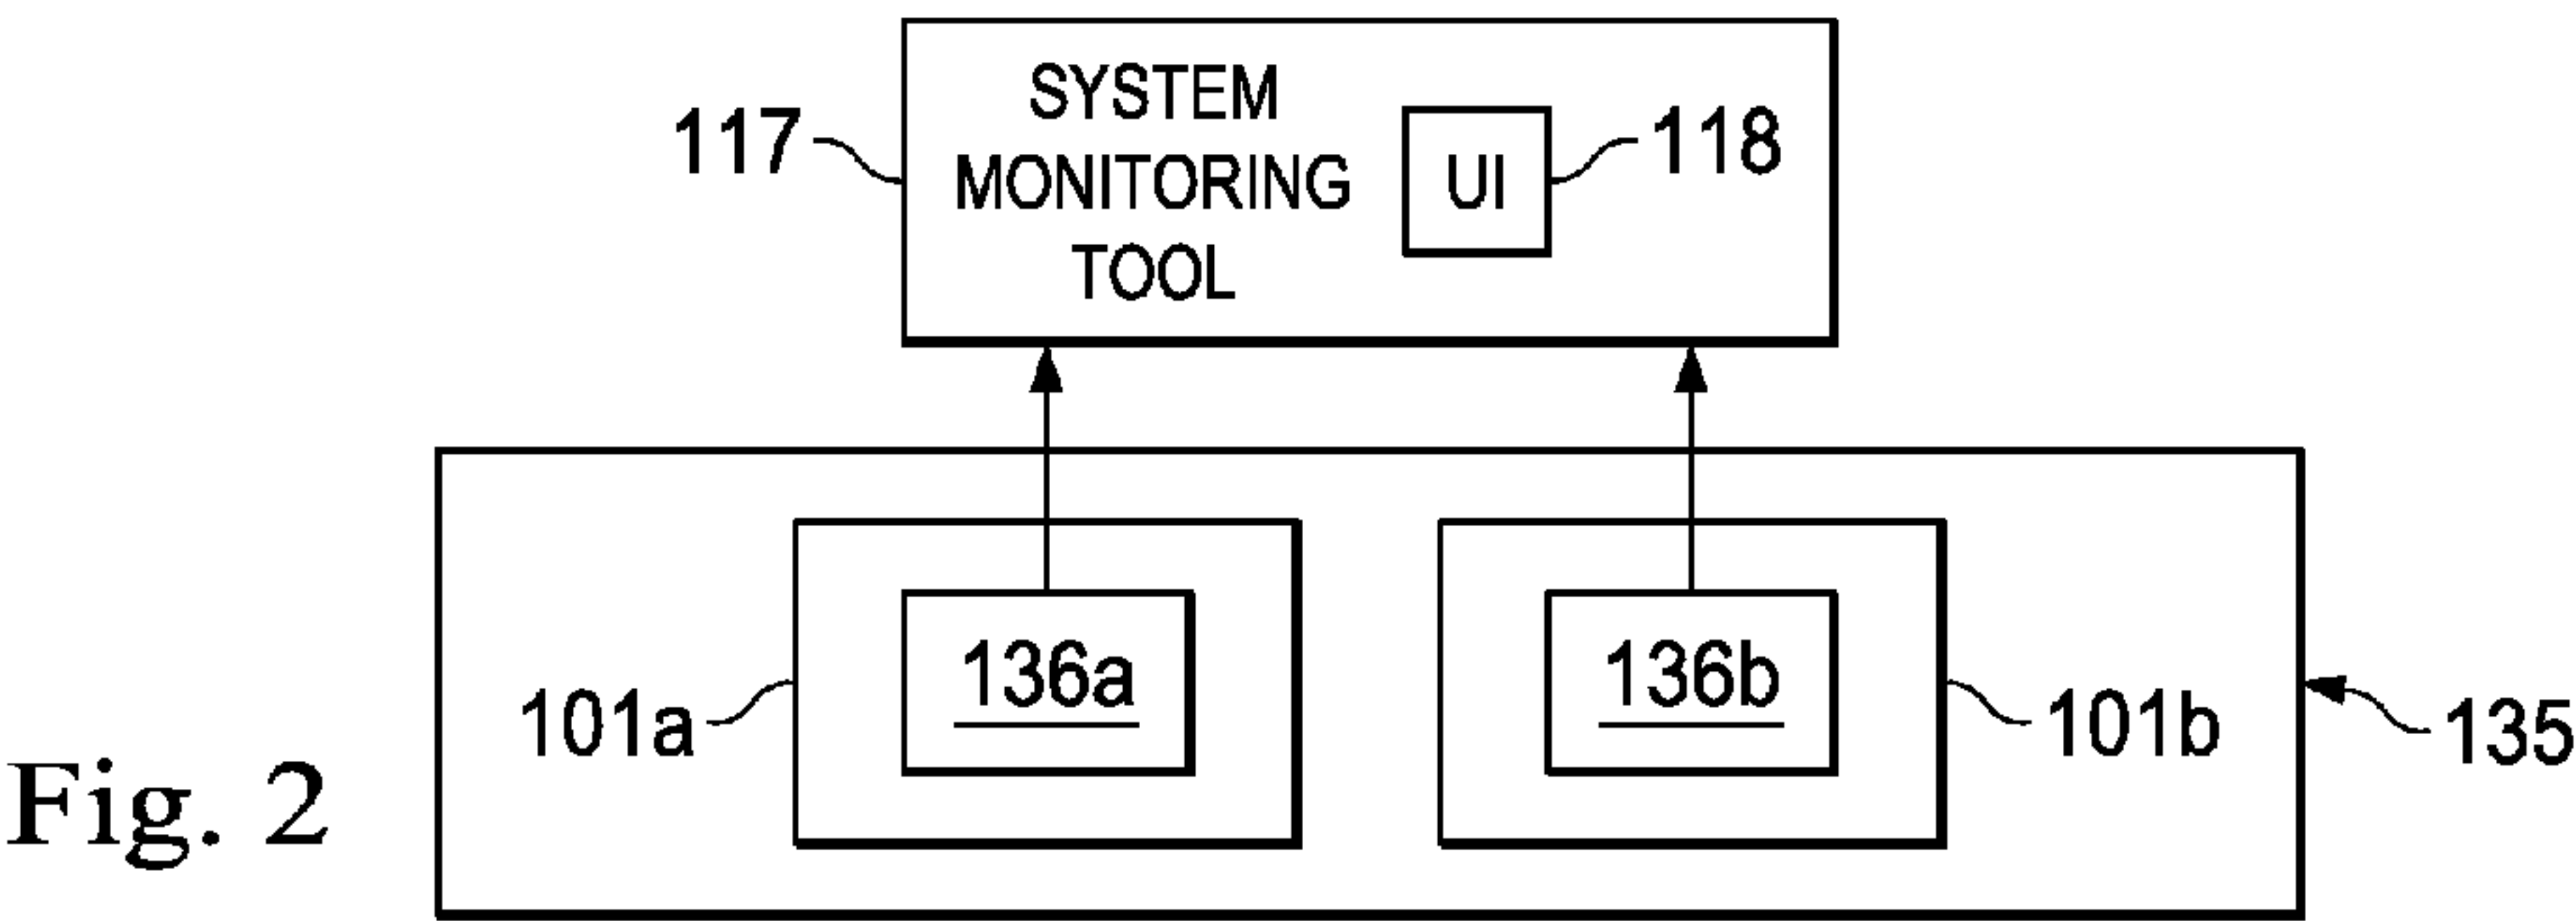 SYSTEM
MONITORING
TOOL
UI
117
118
136a
136b
101a
101b
135
Fig. 2